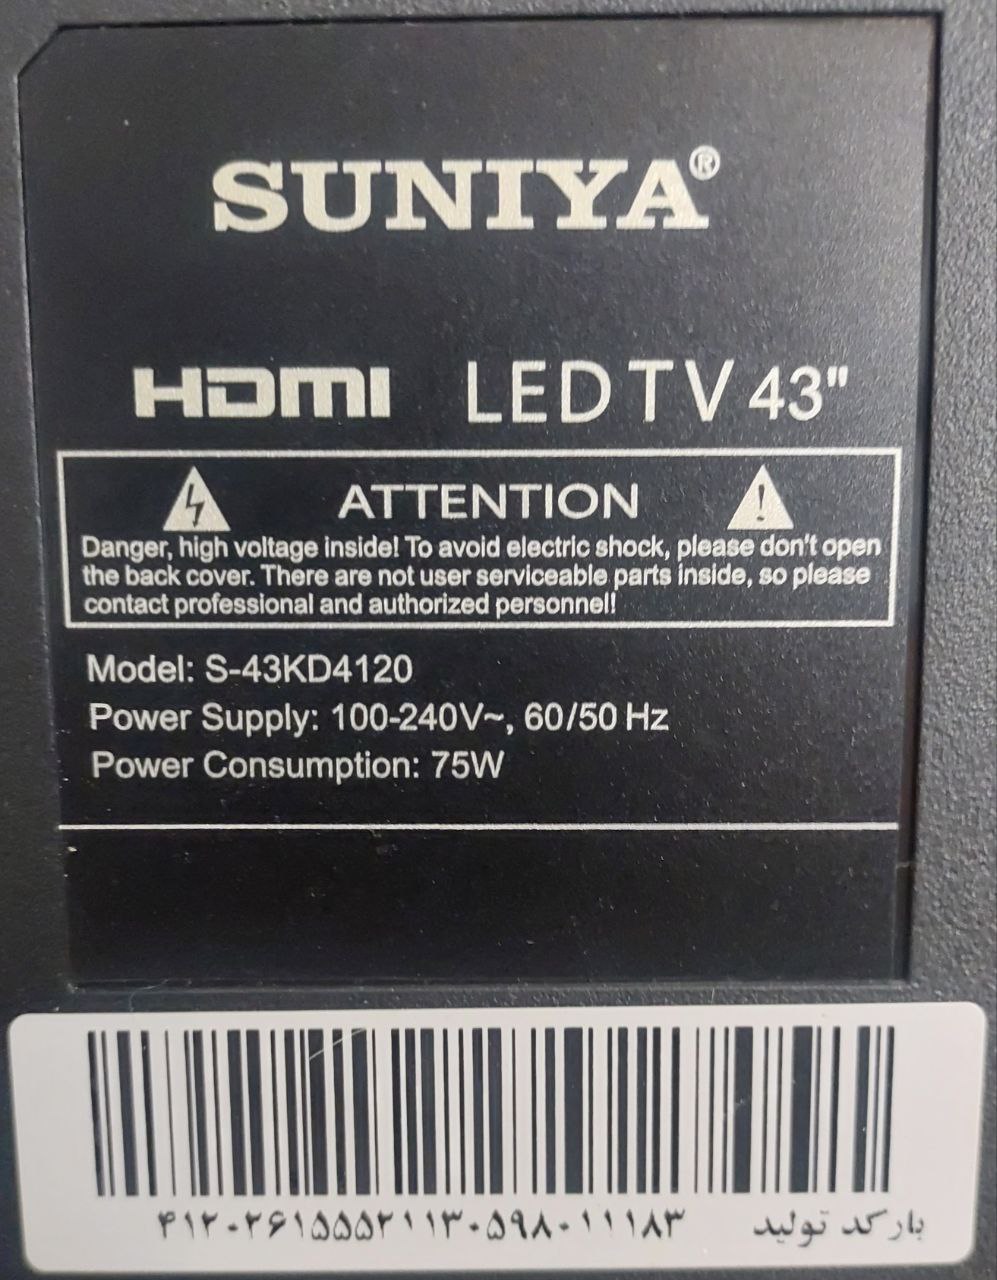 SUNIYA®
HDMI LED TV 43"
ATTENTION
Danger, high voltage inside! To avoid electric shock, please don't open
the back cover. There are not user serviceable parts inside, so please
contact professional and authorized personnel!
Model: S-43KD4120
Power Supply: 100-240V~, 60/50 Hz
Power Consumption: 75W
بارکد تولید ۴۱۲۰۲۶۱۵۵۵۲۱۱۳۰۵۹۸۰۱۱۱۸۳